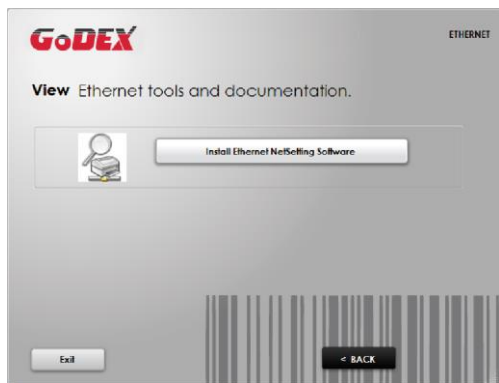 GoDEX
ETHERNET
View Ethernet tools and documentation.
Install Ethernet NetSetting Software
Exit
< BACK